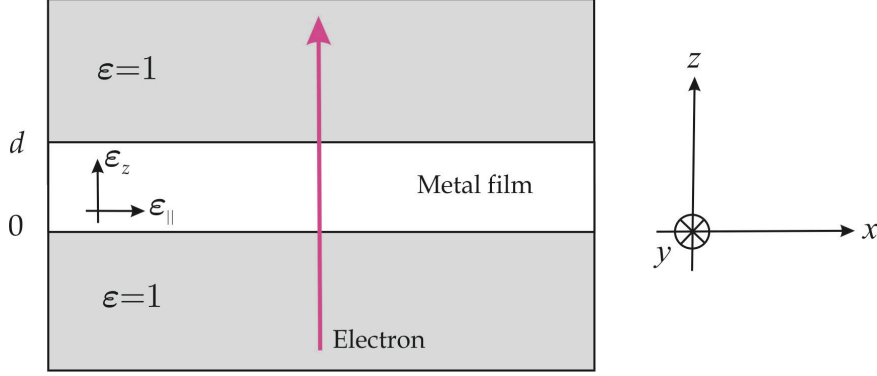 ε=1
z
d
ε_z
Metal film
ε_||
0
x
y
ε=1
Electron